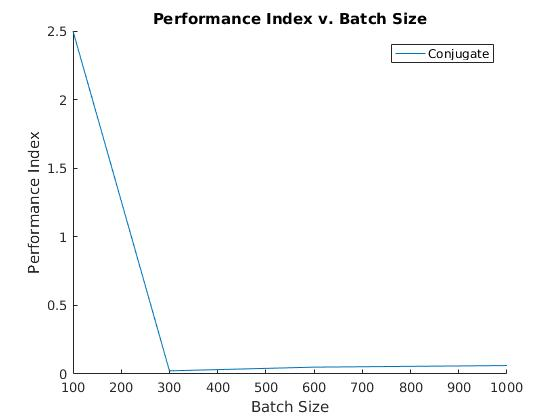 Performance Index v. Batch Size
Conjugate
2.5
2
1.5
1
0.5
0
Performance Index
100 200 300 400 500 600 700 800 900 1000
Batch Size